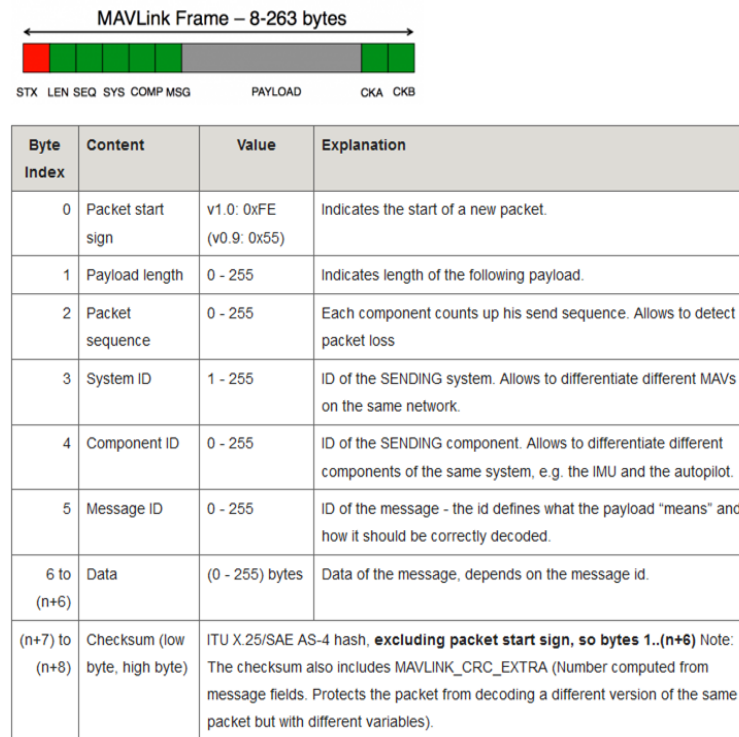 MAVLink Frame – 8-263 bytes
STX LEN SEQ SYS COMP MSG PAYLOAD CKA CKB
Byte Index Content Value Explanation
0 Packet start sign v1.0: 0xFE (v0.9: 0x55) Indicates the start of a new packet.
1 Payload length 0 - 255 Indicates length of the following payload.
2 Packet sequence 0 - 255 Each component counts up his send sequence. Allows to detect packet loss
3 System ID 1 - 255 ID of the SENDING system. Allows to differentiate different MAVs on the same network.
4 Component ID 0 - 255 ID of the SENDING component. Allows to differentiate different components of the same system, e.g. the IMU and the autopilot.
5 Message ID 0 - 255 ID of the message - the id defines what the payload “means” and how it should be correctly decoded.
6 to (n+6) Data (0 - 255) bytes Data of the message, depends on the message id.
(n+7) to (n+8) Checksum (low byte, high byte) ITU X.25/SAE AS-4 hash, excluding packet start sign, so bytes 1..(n+6) Note: The checksum also includes MAVLINK_CRC_EXTRA (Number computed from message fields. Protects the packet from decoding a different version of the same packet but with different variables).